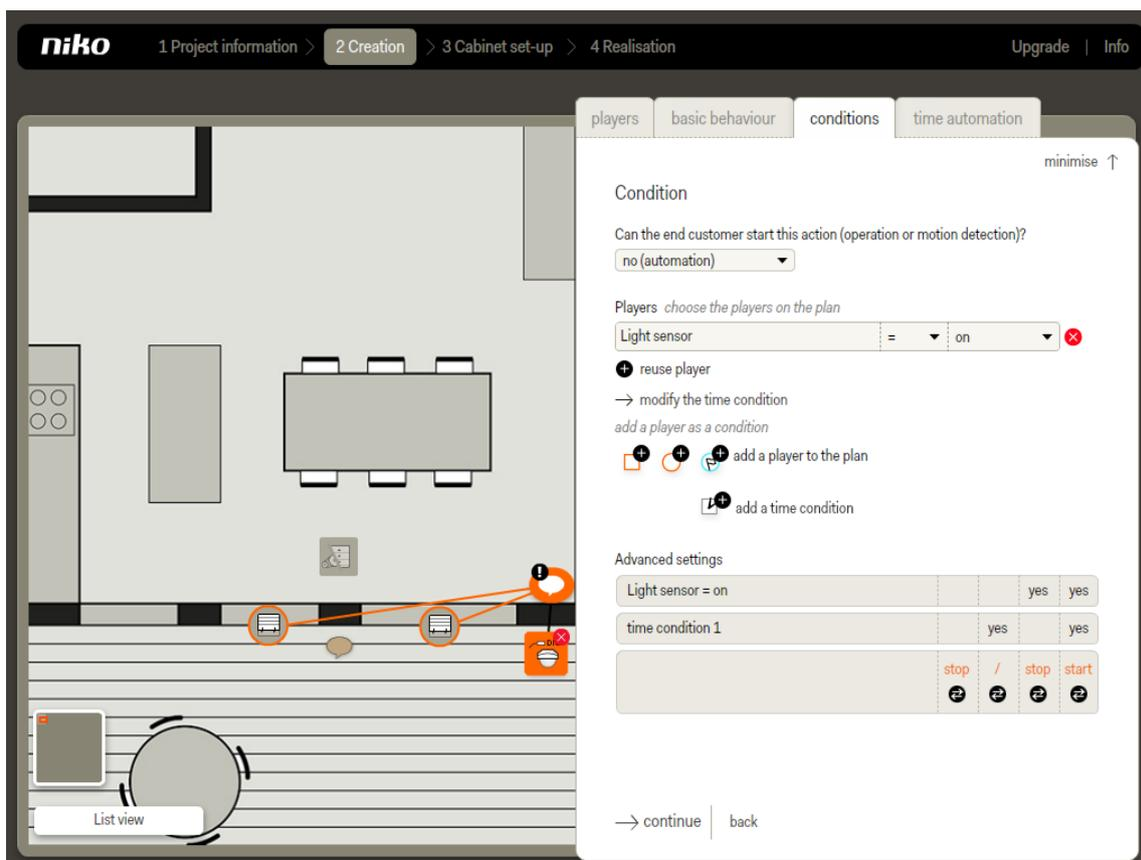 niko 1 Project information 2 Creation 3 Cabinet set-up 4 Realisation Upgrade | Info
players basic behaviour conditions time automation
minimise ↑
Condition
Can the end customer start this action (operation or motion detection)?
no (automation)
Players choose the players on the plan
Light sensor = on
reuse player
→ modify the time condition
add a player as a condition
add a player to the plan
add a time condition
Advanced settings
Light sensor = on yes yes
time condition 1 yes yes
stop / stop start
→ continue back
List view